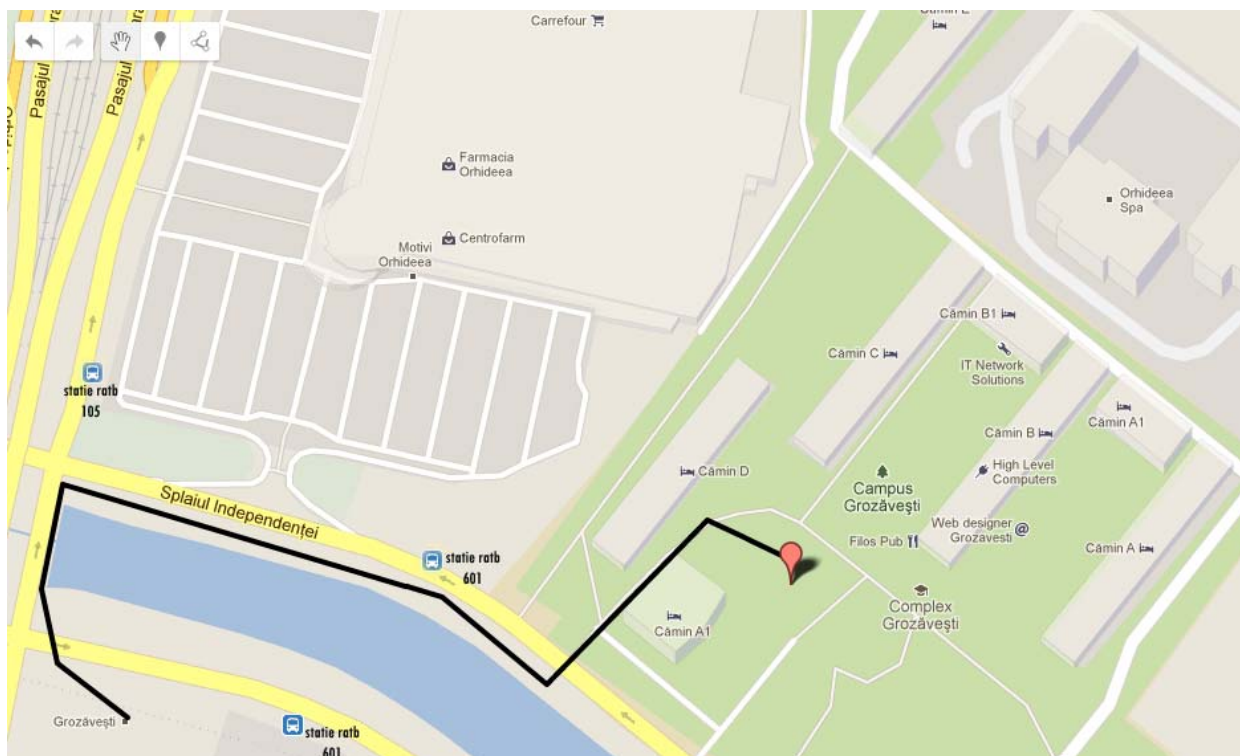 Carrefour
Cămin E
Pasajul
Pasajul
Farmacia
Orhideea
Orhideea
Spa
Centrofarm
Motivi
Orhideea
Cămin B1
Cămin C
IT Network
Solutions
statie ratb
105
Cămin A1
Cămin B
Cămin D
High Level
Computers
Campus
Grozăvești
Splaiul Independenței
Web designer
Grozavesti
Filos Pub
Cămin A
statie ratb
601
Complex
Grozăvești
Cămin A1
Grozăvești
statie ratb
601